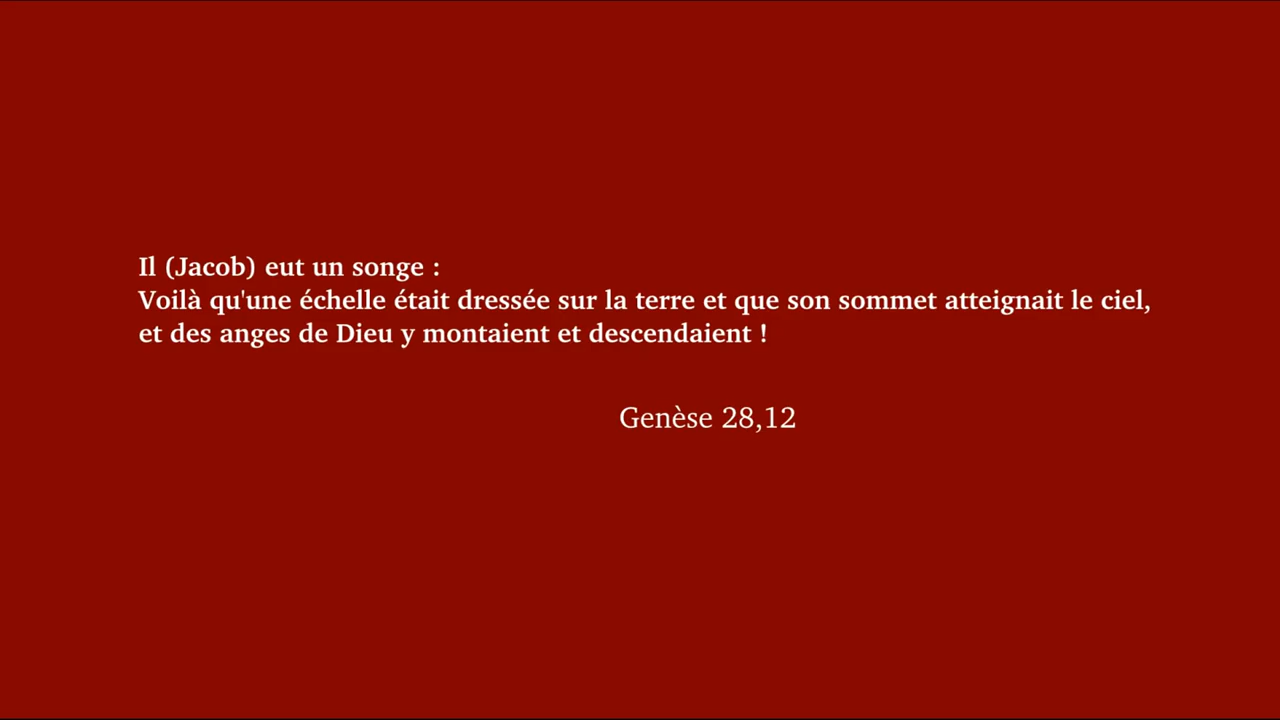 Il (Jacob) eut un songe :
Voilà qu'une échelle était dressée sur la terre et que son sommet atteignait le ciel,
et des anges de Dieu y montaient et descendaient !
Genèse 28,12